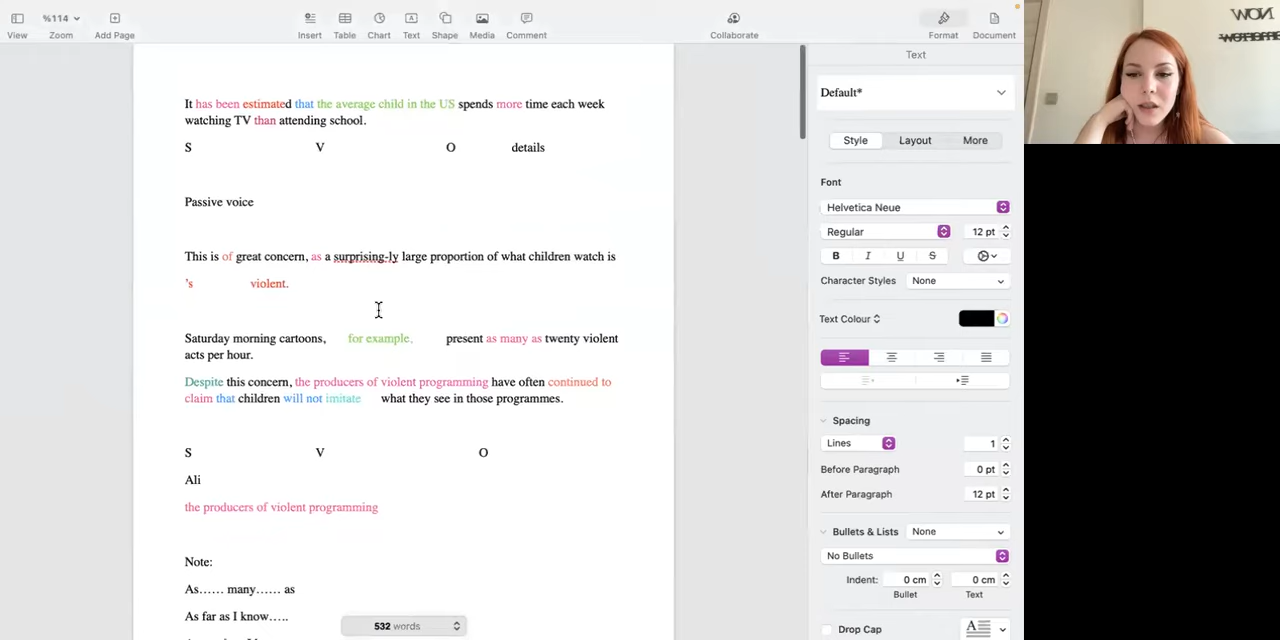 %114
View
Zoom
Add Page
Insert
Table
Chart
Text
Shape
Media
Comment
Collaborate
Format
Document
It has been estimated that the average child in the US spends more time each week
watching TV than attending school.
S V O details
Passive voice
This is of great concern, as a surprising-ly large proportion of what children watch is
's violent.
Saturday morning cartoons, for example, present as many as twenty violent
acts per hour.
Despite this concern, the producers of violent programming have often continued to
claim that children will not imitate what they see in those programmes.
S V O
Ali
the producers of violent programming
Note:
As…… many…… as
As far as I know…..
532 words
Text
Default*
Style
Layout
More
Font
Helvetica Neue
Regular
12 pt
B I U S
Character Styles
None
Text Colour
Spacing
Lines
1
Before Paragraph
0 pt
After Paragraph
12 pt
Bullets & Lists
None
No Bullets
Indent:
0 cm
0 cm
Bullet
Text
Drop Cap
A
NOW